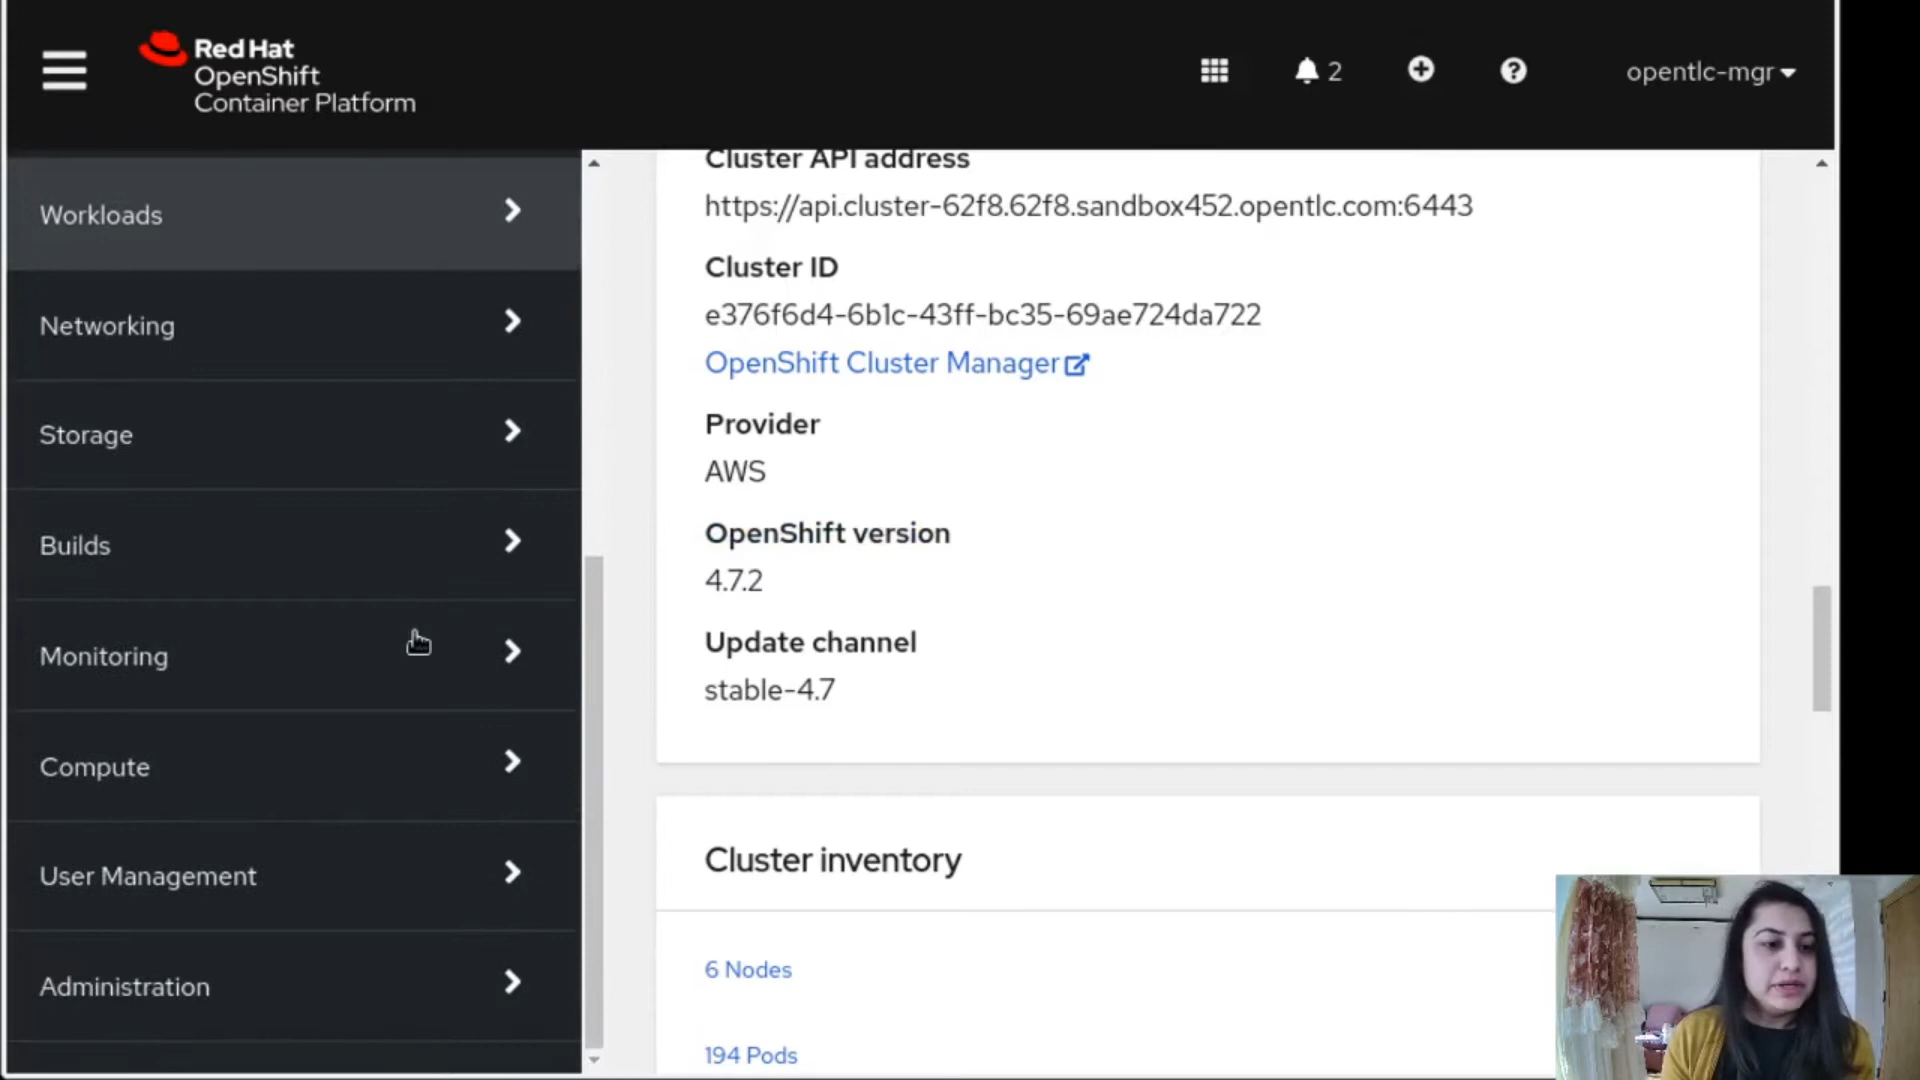 Red Hat
OpenShift
Container Platform
2
opentlc-mgr
Workloads
Networking
Storage
Builds
Monitoring
Compute
User Management
Administration
Cluster API address
https://api.cluster-62f8.62f8.sandbox452.opentlc.com:6443
Cluster ID
e376f6d4-6b1c-43ff-bc35-69ae724da722
OpenShift Cluster Manager
Provider
AWS
OpenShift version
4.7.2
Update channel
stable-4.7
Cluster inventory
6 Nodes
194 Pods